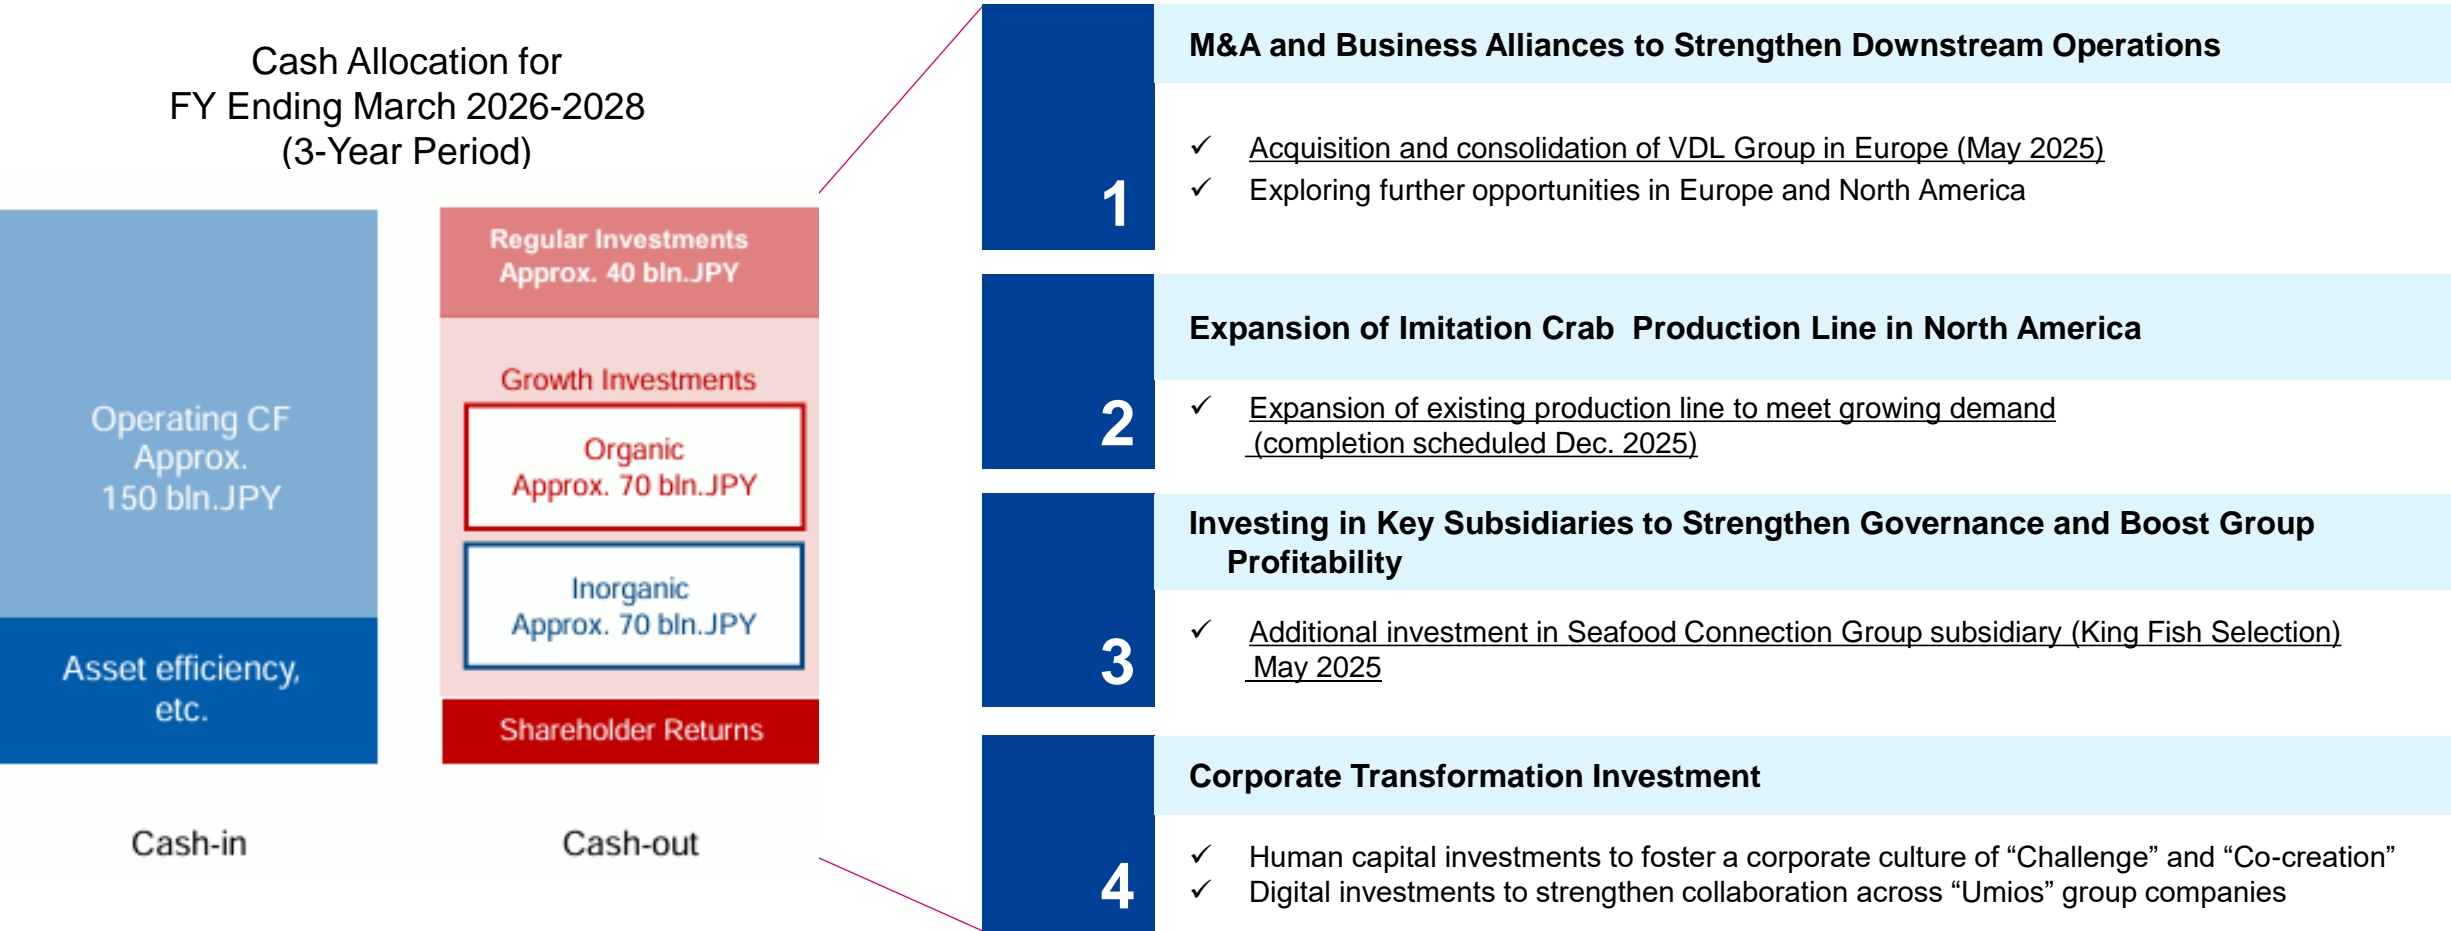 Cash Allocation for
FY Ending March 2026-2028
(3-Year Period)
Operating CF
Approx.
150 bln.JPY
Asset efficiency,
etc.
Cash-in
Regular Investments
Approx. 40 bln.JPY
Growth Investments
Organic
Approx. 70 bln.JPY
Inorganic
Approx. 70 bln.JPY
Shareholder Returns
Cash-out
1
M&A and Business Alliances to Strengthen Downstream Operations
✓ Acquisition and consolidation of VDL Group in Europe (May 2025)
✓ Exploring further opportunities in Europe and North America
2
Expansion of Imitation Crab  Production Line in North America
✓ Expansion of existing production line to meet growing demand
(completion scheduled Dec. 2025)
3
Investing in Key Subsidiaries to Strengthen Governance and Boost Group
Profitability
✓ Additional investment in Seafood Connection Group subsidiary (King Fish Selection)
May 2025
4
Corporate Transformation Investment
✓ Human capital investments to foster a corporate culture of “Challenge” and “Co-creation”
✓ Digital investments to strengthen collaboration across “Umios” group companies